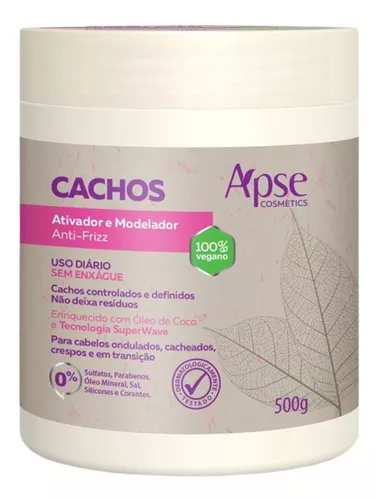 CACHOS
Apse
COSMETICS
Ativador e Modelador
Anti-Frizz
100%
vegano
USO DIÁRIO
SEM ENXÁGUE
Cachos controlados e definidos
Não deixa resíduos
Enriquecido com Óleo de Coco
e Tecnologia SuperWave
Para cabelos ondulados, cacheados,
crespos e em transição
0%
Sulfatos, Parabenos,
Óleo Mineral, Sal,
Silicones e Corantes.
DERMATOLOGICAMENTE
TESTADO
500g